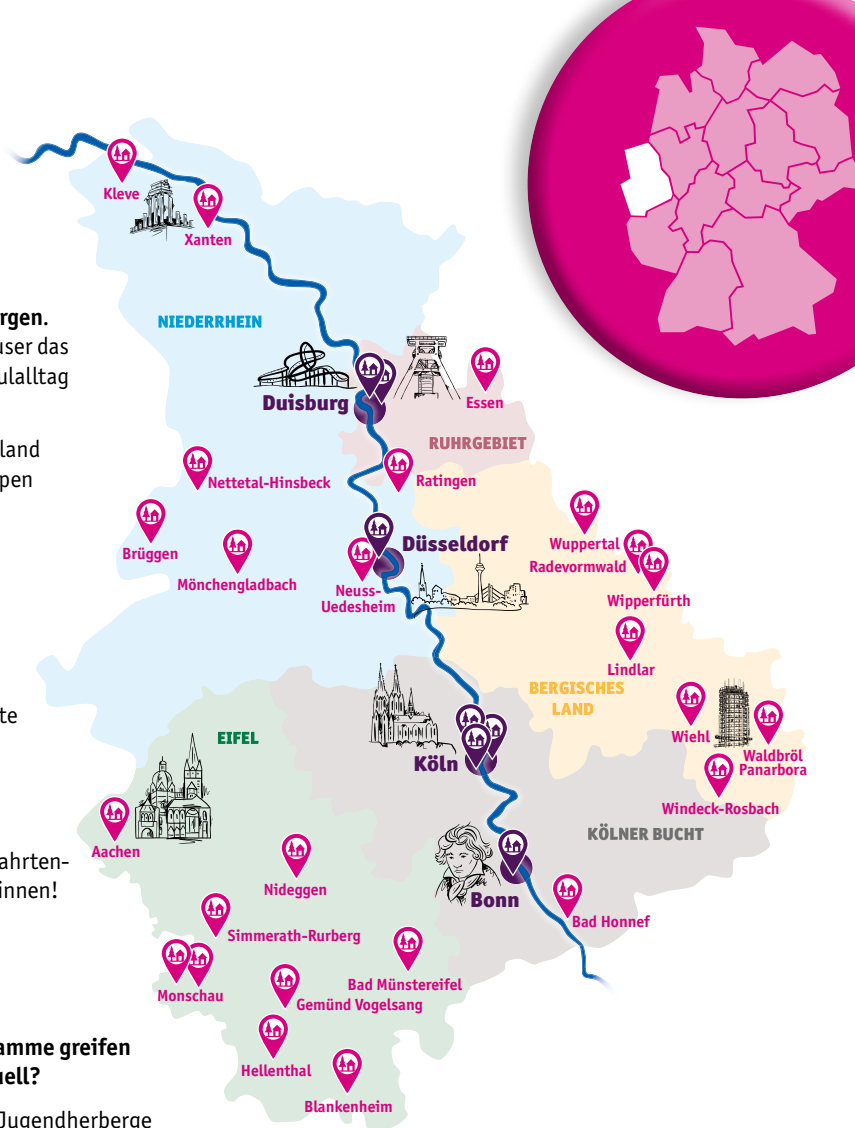 Kleve
Xanten
rgen.
user das
ulalltag
NIEDERRHEIN
Duisburg
Essen
RUHRGEBIET
land
pen
Nettetal-Hinsbeck
Ratingen
Brüggen
Mönchengladbach
Düsseldorf
Neuss-
Uedesheim
Wuppertal
Radevormwald
Wipperfürth
Lindlar
BERGISCHES
LAND
te
EIFEL
Köln
Wiehl
Waldbröl
Panarbora
Windeck-Rosbach
KÖLNER BUCHT
Aachen
ahrten-
innen!
Nideggen
Bonn
Bad Honnef
Simmerath-Rurberg
Monschau
Bad Münstereifel
Gemünd Vogelsang
amme greifen
uell?
Hellenthal
Blankenheim
Jugendherberge